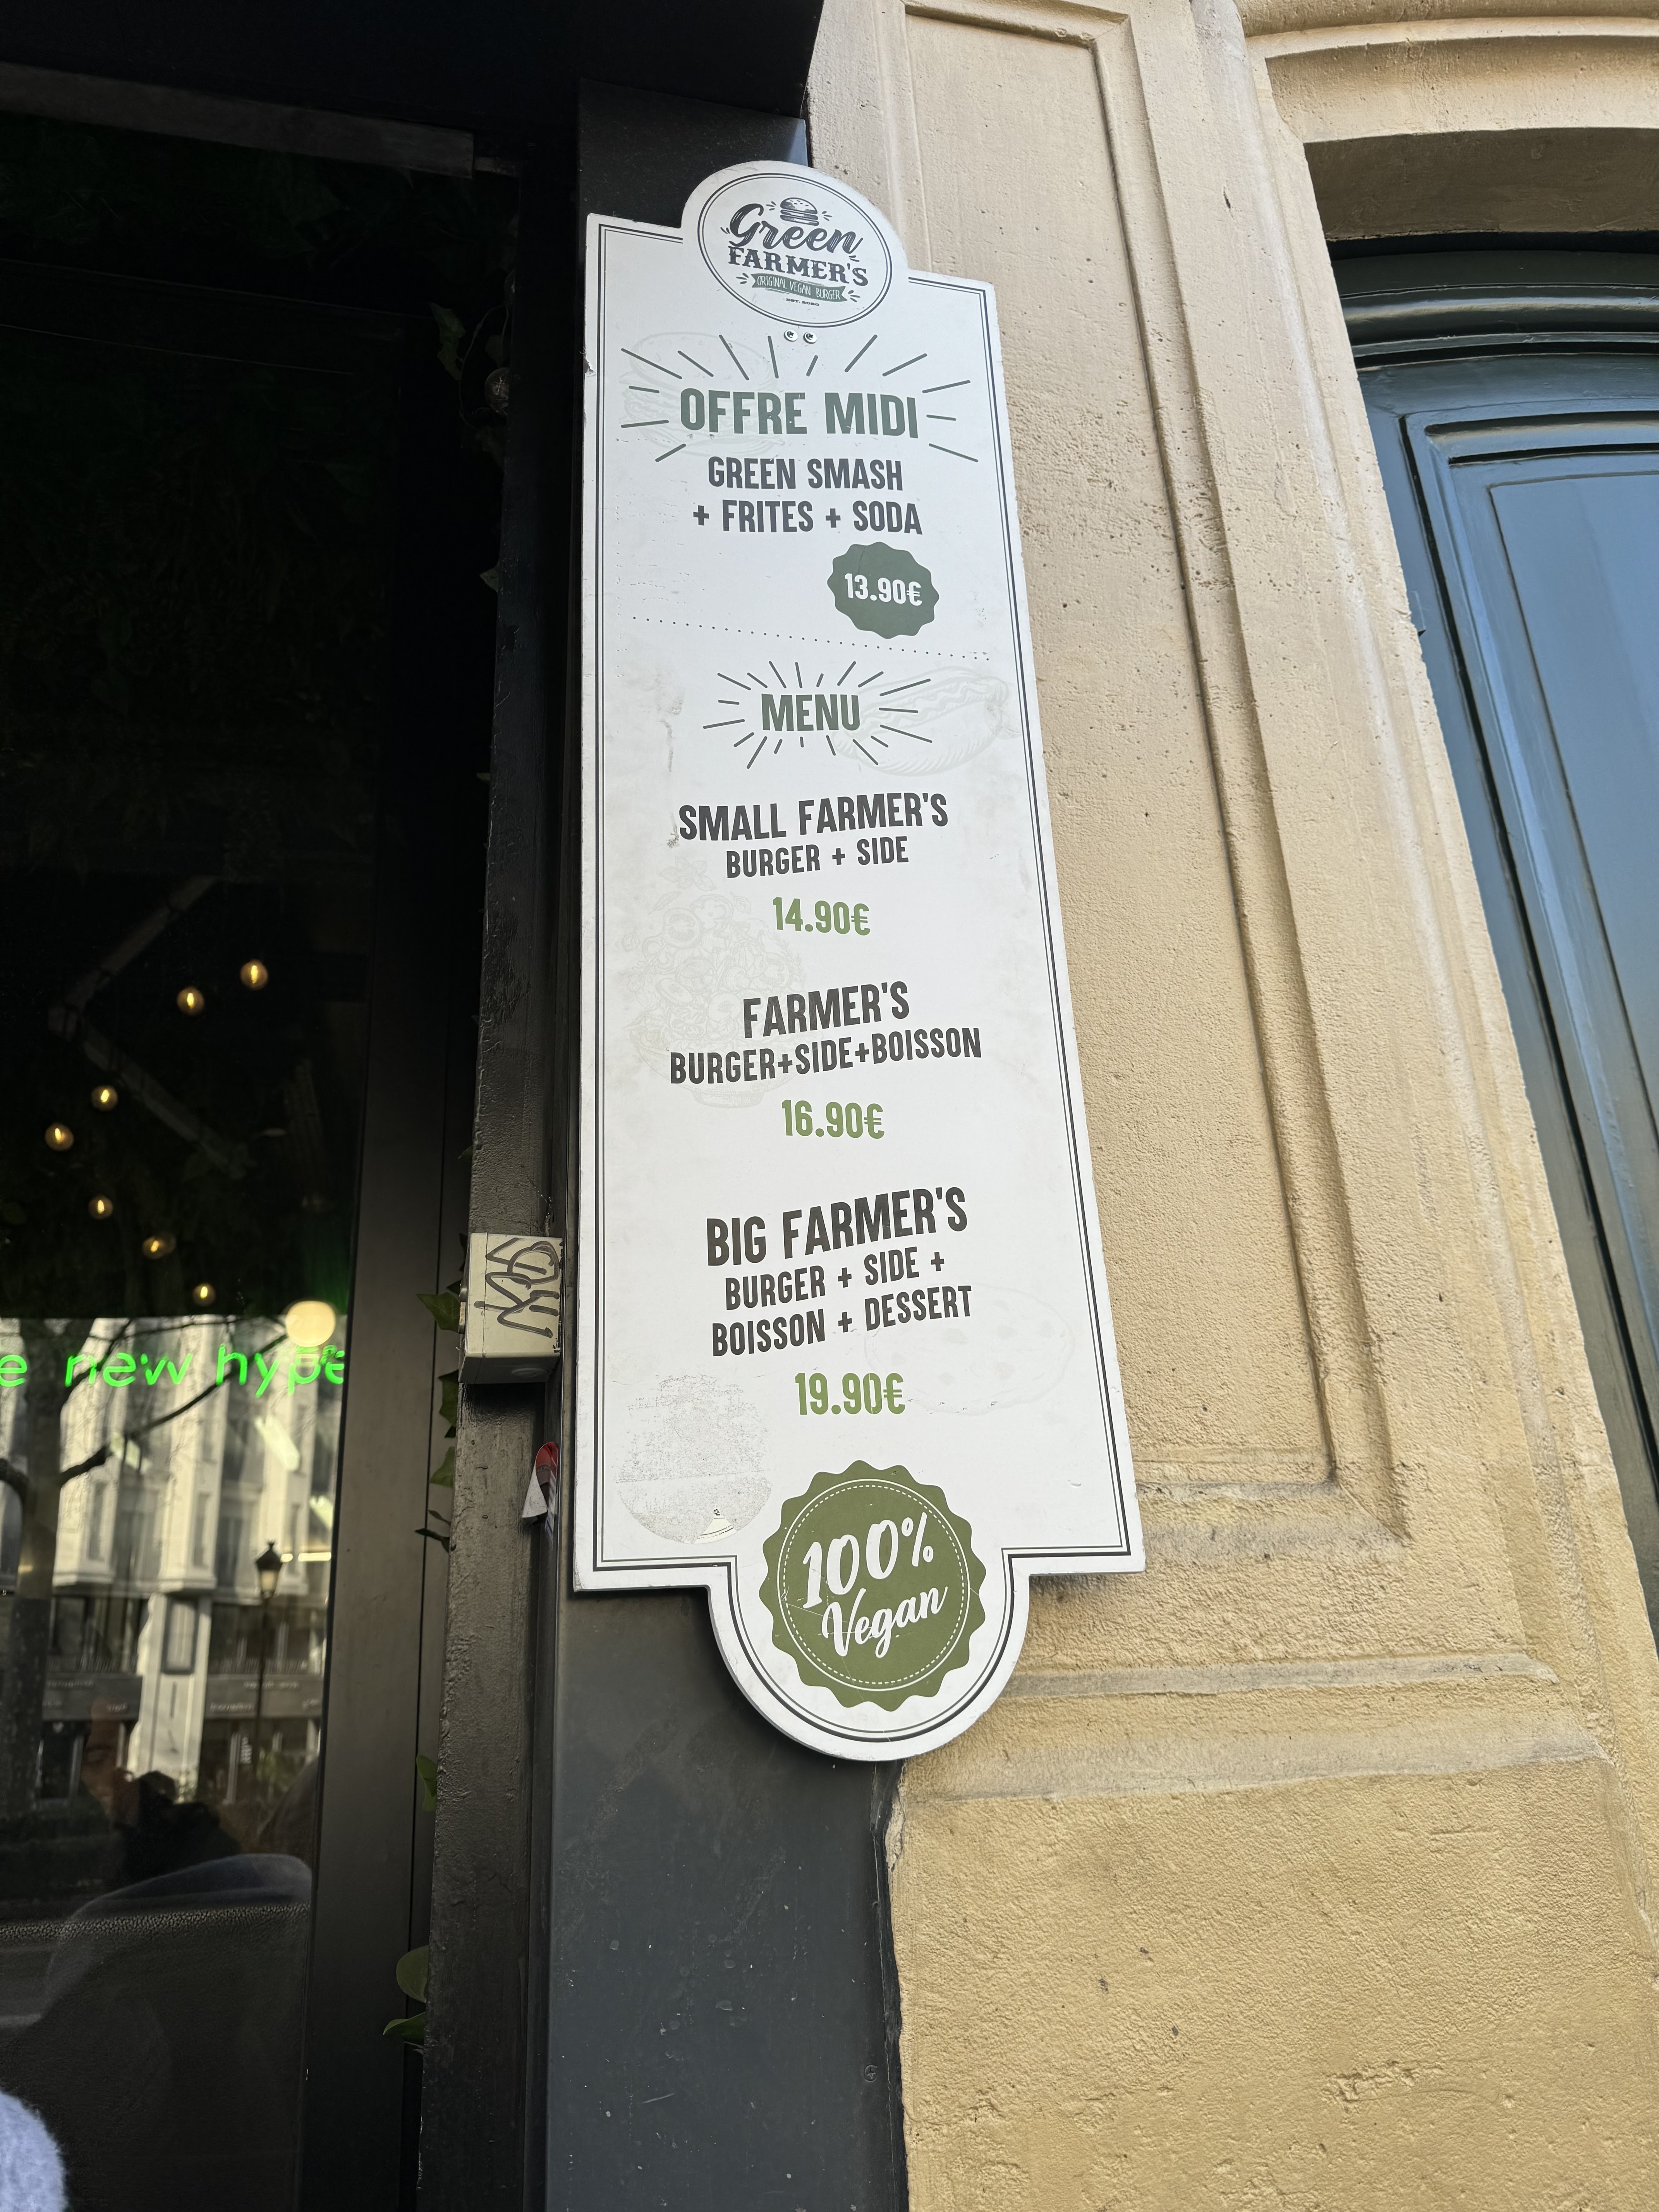 Green
FARMER'S
ORIGINAL VEGAN BURGER
OFFRE MIDI
GREEN SMASH
+ FRITES + SODA
13.90€
MENU
SMALL FARMER'S
BURGER + SIDE
14.90€
FARMER'S
BURGER+SIDE+BOISSON
16.90€
BIG FARMER'S
BURGER + SIDE +
BOISSON + DESSERT
19.90€
100%
Vegan
e new hype